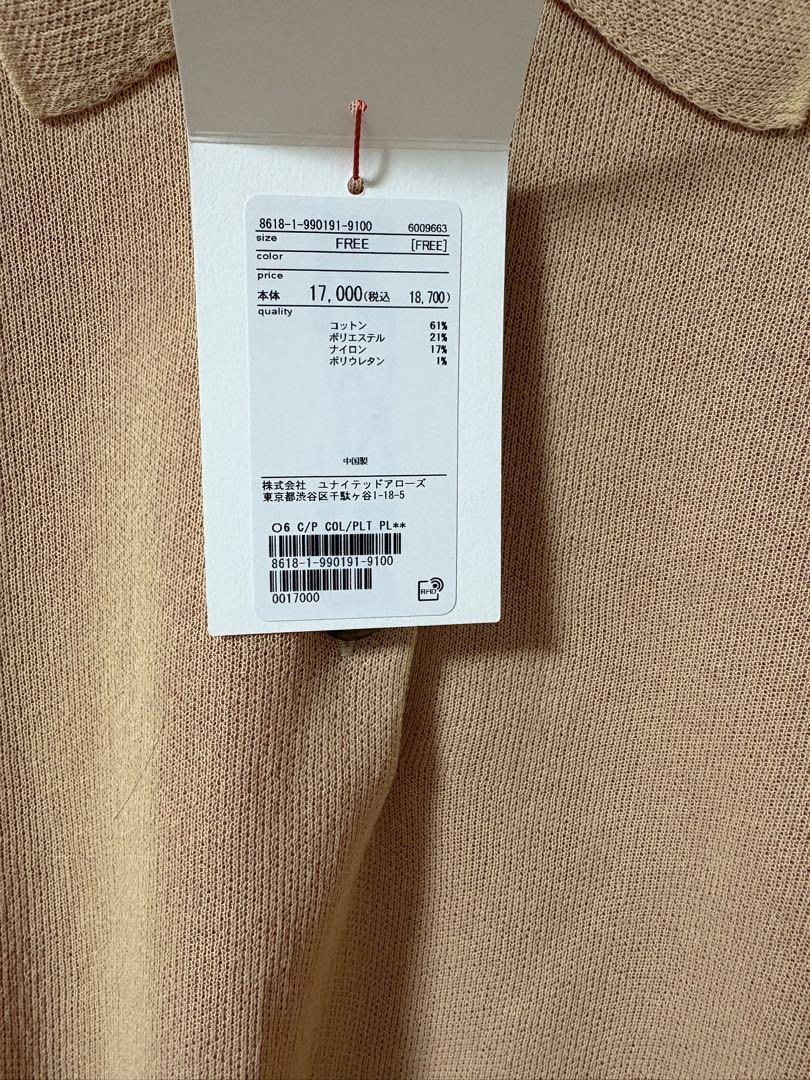 8618-1-990191-9100 6009663
size FREE [FREE]
color
price
本体 17,000(税込 18,700)
quality
コットン 61%
ポリエステル 21%
ナイロン 17%
ポリウレタン 1%
中国製
株式会社 ユナイテッドアローズ
東京都渋谷区千駄ヶ谷1-18-5
06 C/P COL/PLT PL**
8618-1-990191-9100
0017000
RFID